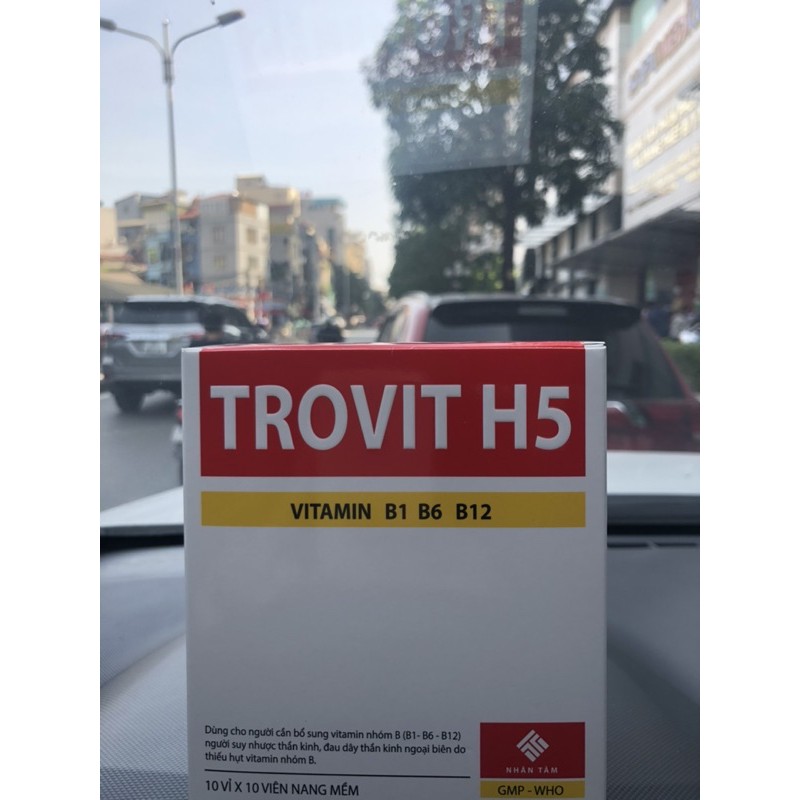 TROVIT H5
VITAMIN B1 B6 B12
Dùng cho người cần bổ sung vitamin nhóm B (B1- B6 - B12)
người suy nhược thần kinh, đau dây thần kinh ngoại biên do
thiếu hụt vitamin nhóm B.
10 VỈ X 10 VIÊN NANG MỀM
NHÂN TÂM
GMP - WHO